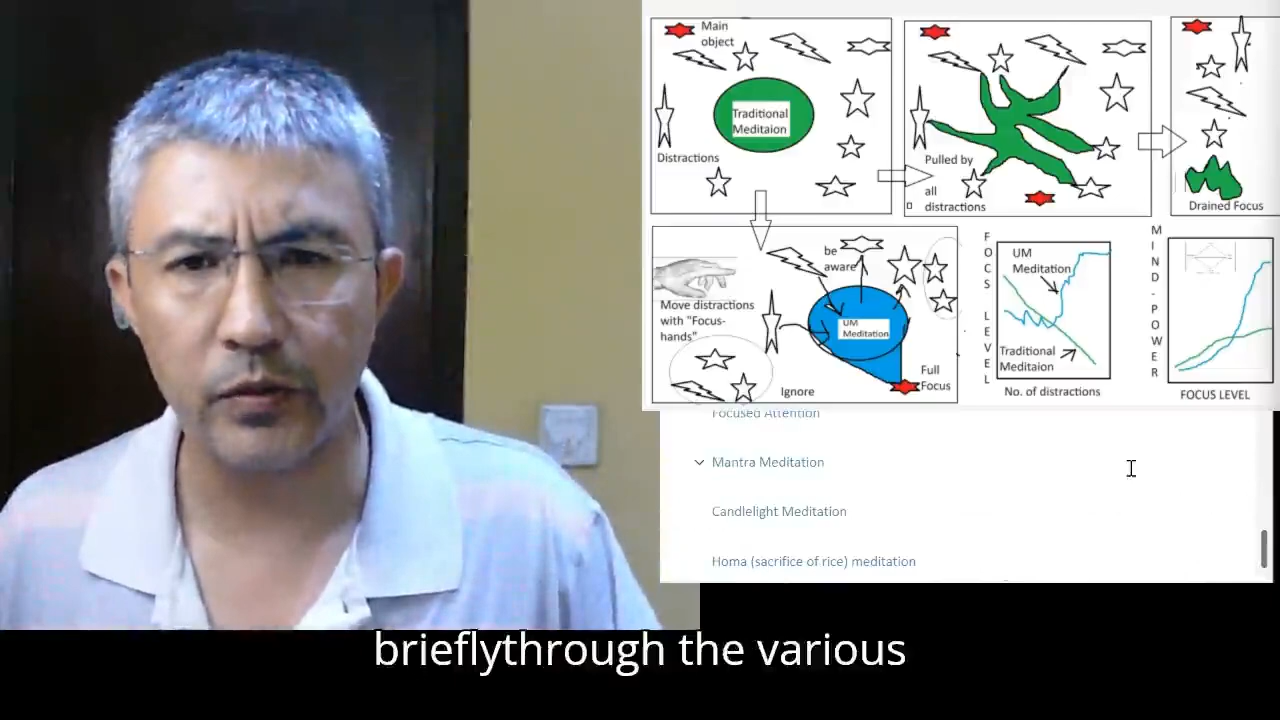 Main
object
Traditional
Meditaion
Distractions
Pulled by
all
distractions
Drained Focus
be
aware
Move distractions
with "Focus-
hands"
UM
Meditation
Full
Focus
Ignore
FOCUS LEVEL
UM
Meditation
Traditional
Meditaion
No. of distractions
MIND-POWER
FOCUS LEVEL
Focused Attention
Mantra Meditation
Candlelight Meditation
Homa (sacrifice of rice) meditation
brieflythrough the various